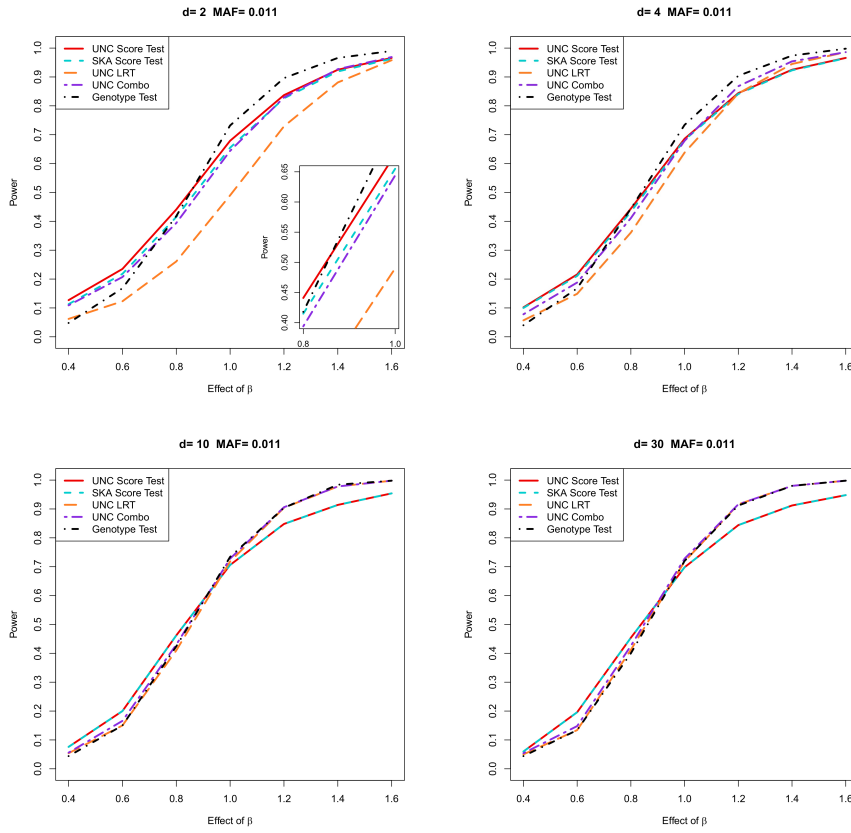 d= 2 MAF= 0.011
UNC Score Test
SKA Score Test
UNC LRT
UNC Combo
Genotype Test
Power
0.0
0.1
0.2
0.3
0.4
0.5
0.6
0.7
0.8
0.9
1.0
0.4 0.6 0.8 1.0 1.2 1.4 1.6
Effect of β
Power
0.40
0.45
0.50
0.55
0.60
0.65
0.8 1.0
d= 4 MAF= 0.011
UNC Score Test
SKA Score Test
UNC LRT
UNC Combo
Genotype Test
Power
0.0
0.1
0.2
0.3
0.4
0.5
0.6
0.7
0.8
0.9
1.0
0.4 0.6 0.8 1.0 1.2 1.4 1.6
Effect of β
d= 10 MAF= 0.011
UNC Score Test
SKA Score Test
UNC LRT
UNC Combo
Genotype Test
Power
0.0
0.1
0.2
0.3
0.4
0.5
0.6
0.7
0.8
0.9
1.0
0.4 0.6 0.8 1.0 1.2 1.4 1.6
Effect of β
d= 30 MAF= 0.011
UNC Score Test
SKA Score Test
UNC LRT
UNC Combo
Genotype Test
Power
0.0
0.1
0.2
0.3
0.4
0.5
0.6
0.7
0.8
0.9
1.0
0.4 0.6 0.8 1.0 1.2 1.4 1.6
Effect of β